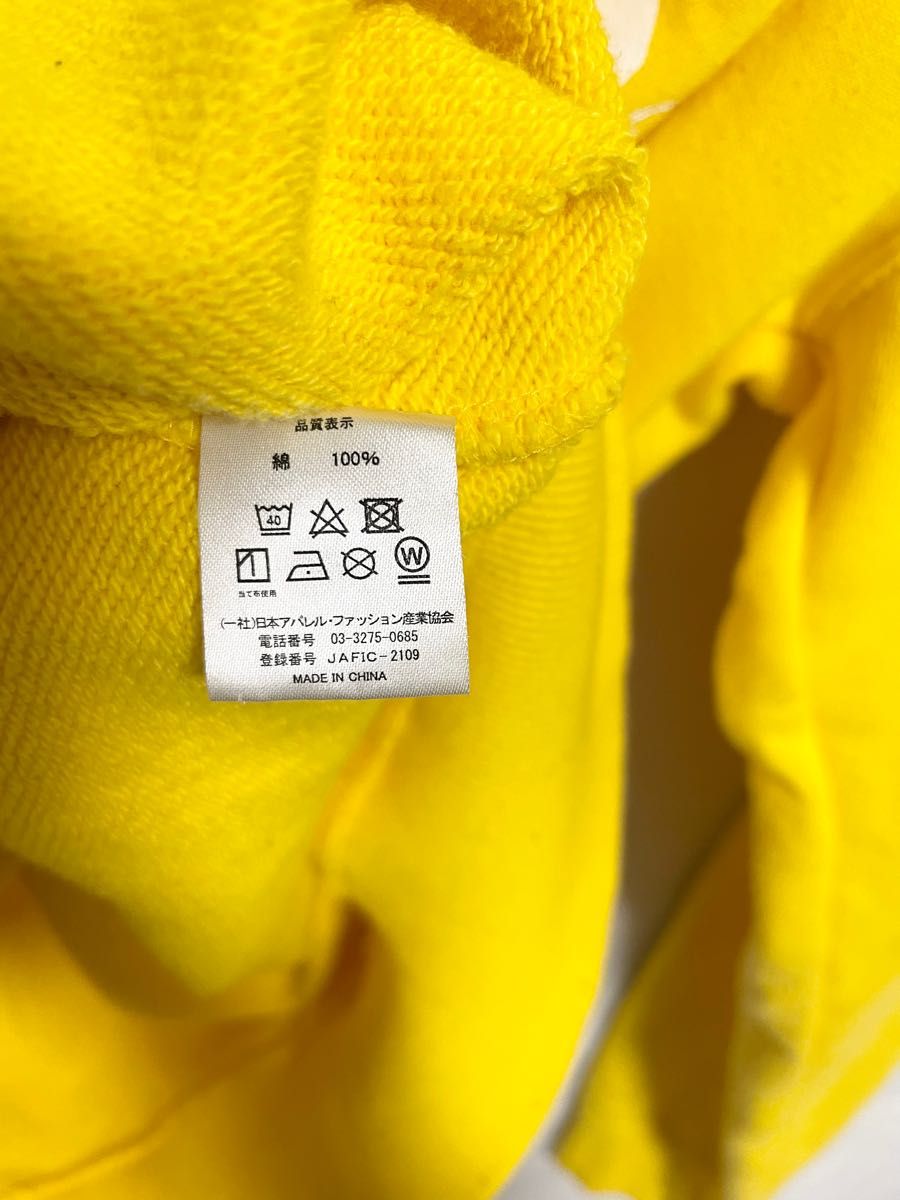 品質表示
綿 100%
40
W
当て布使用
(一社)日本アパレル・ファッション産業協会
電話番号 03-3275-0685
登録番号 JAFIC-2109
MADE IN CHINA